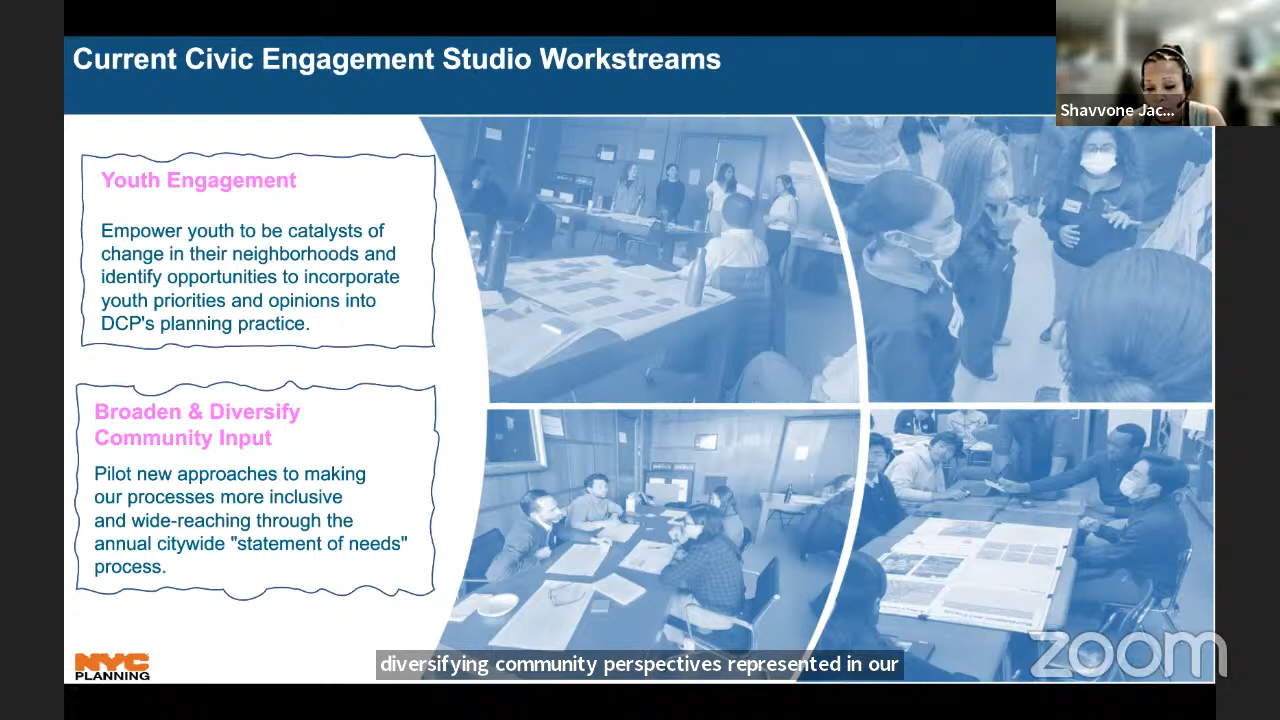 Current Civic Engagement Studio Workstreams
Shavvone Jac...
Youth Engagement
Empower youth to be catalysts of
change in their neighborhoods and
identify opportunities to incorporate
youth priorities and opinions into
DCP's planning practice.
Broaden & Diversify
Community Input
Pilot new approaches to making
our processes more inclusive
and wide-reaching through the
annual citywide "statement of needs"
process.
NYC
PLANNING
diversifying community perspectives represented in our
zoom